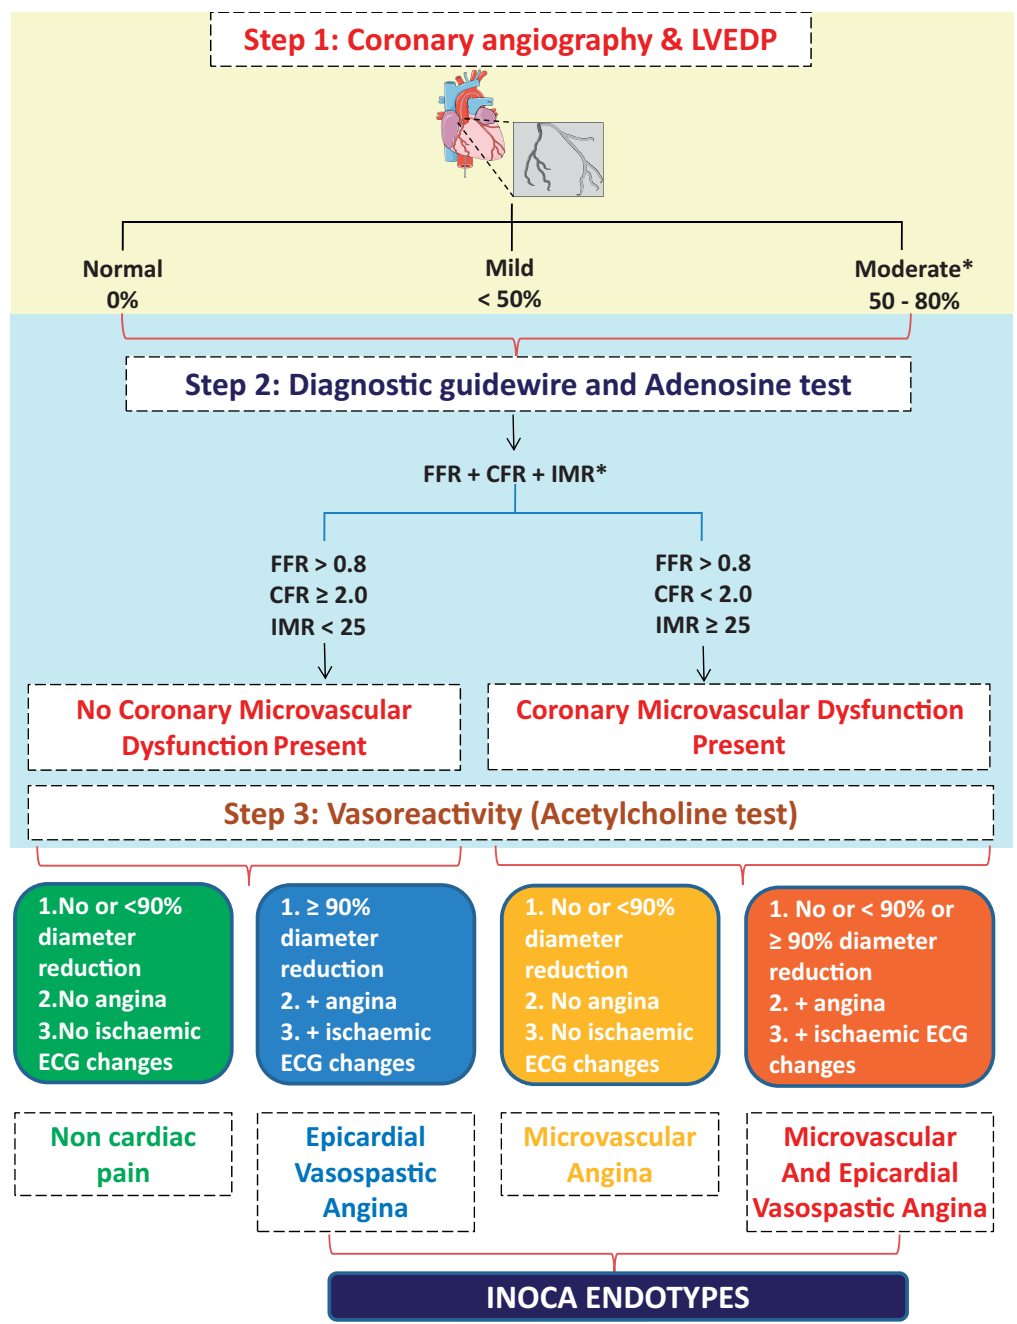 Step 1: Coronary angiography & LVEDP
Normal
0%
Mild
< 50%
Moderate*
50 - 80%
Step 2: Diagnostic guidewire and Adenosine test
FFR + CFR + IMR*
FFR > 0.8
CFR ≥ 2.0
IMR < 25
FFR > 0.8
CFR < 2.0
IMR ≥ 25
No Coronary Microvascular
Dysfunction Present
Coronary Microvascular Dysfunction
Present
Step 3: Vasoreactivity (Acetylcholine test)
1.No or <90%
diameter
reduction
2.No angina
3.No ischaemic
ECG changes
1. ≥ 90%
diameter
reduction
2. + angina
3. + ischaemic
ECG changes
1. No or <90%
diameter
reduction
2. No angina
3. No ischaemic
ECG changes
1. No or < 90% or
≥ 90% diameter
reduction
2. + angina
3. + ischaemic ECG
changes
Non cardiac
pain
Epicardial
Vasospastic
Angina
Microvascular
Angina
Microvascular
And Epicardial
Vasospastic Angina
INOCA ENDOTYPES